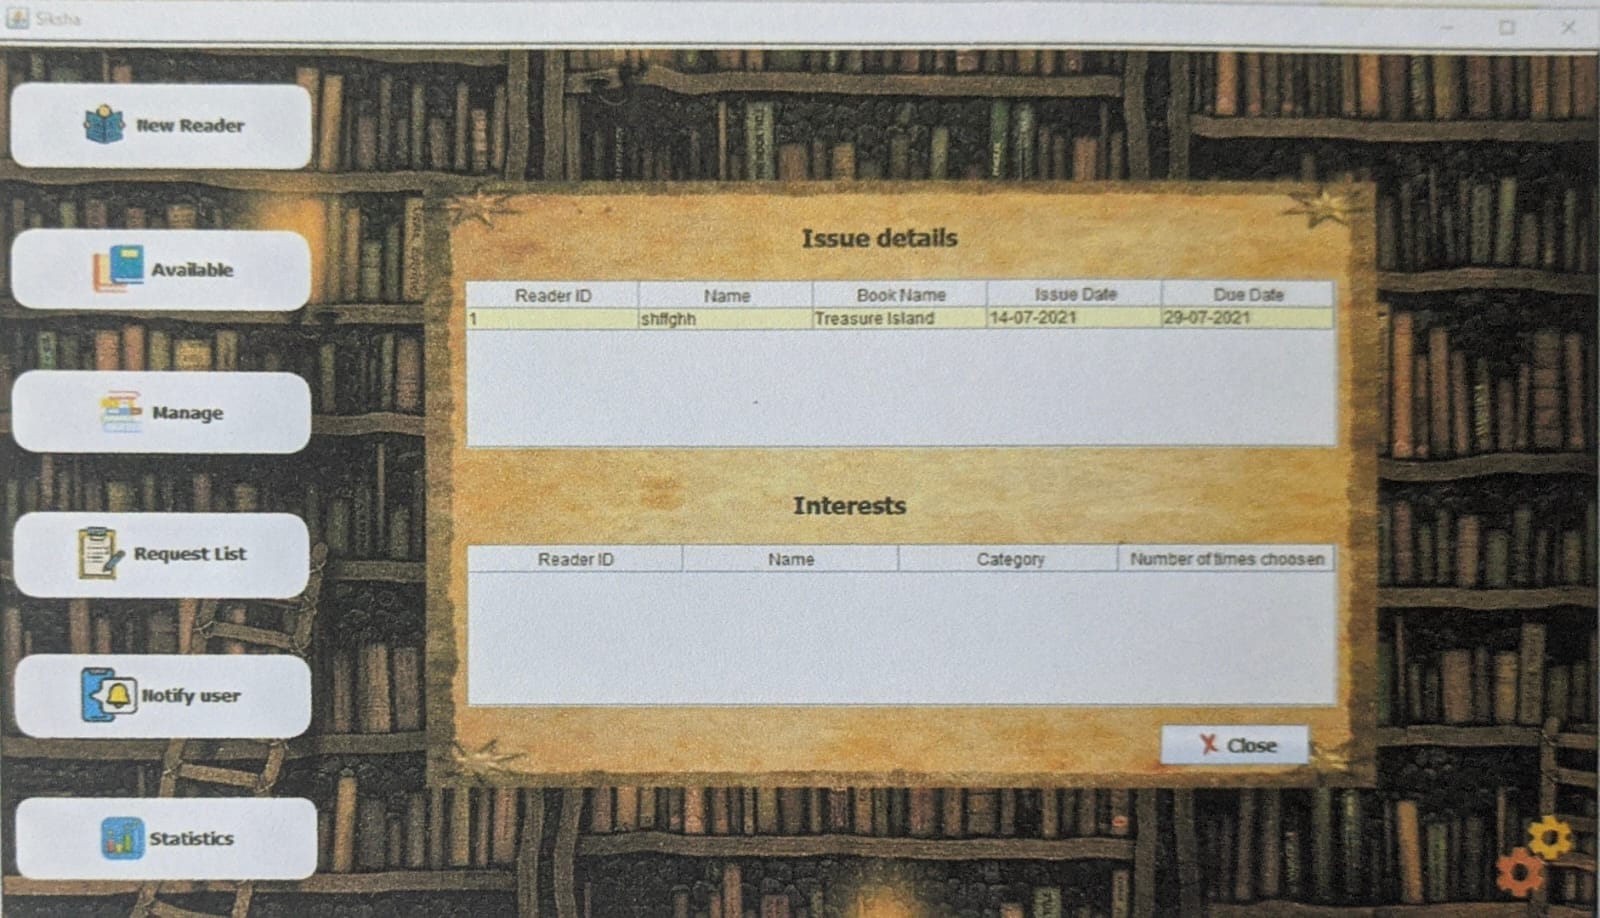 Siksha
New Reader
Available
Manage
Request List
Notify user
Statistics
Issue details
Reader ID Name Book Name Issue Date Due Date
1 shffghh Treasure Island 14-07-2021 29-07-2021
Interests
Reader ID Name Category Number of times choosen
X Close